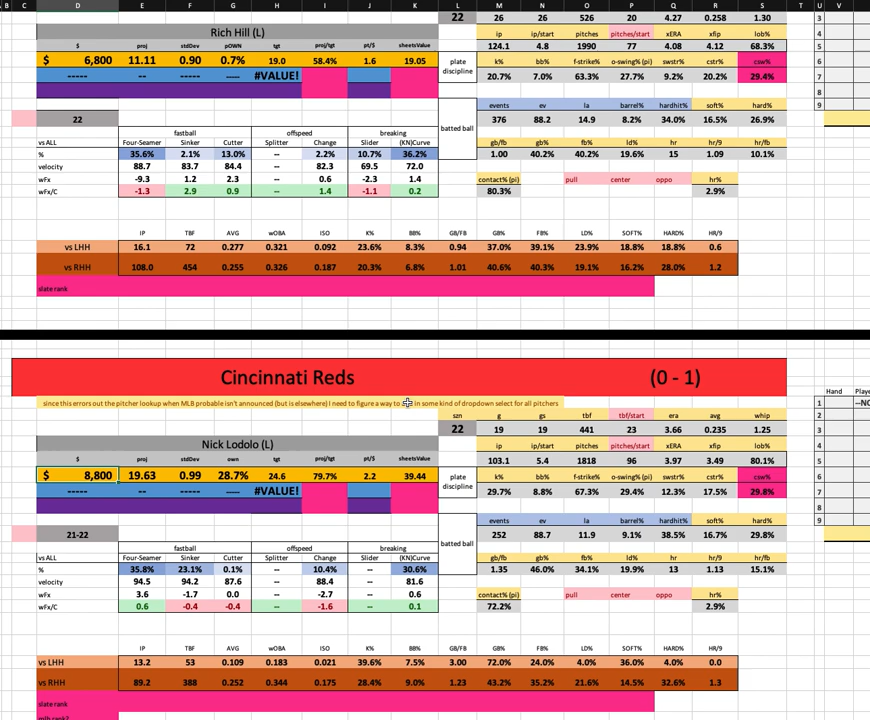 B C D E F G H I J K L M N O P Q R S T U V
22 26 26 526 20 4.27 0.258 1.30 3
Rich Hill (L) ip ip/start pitches pitches/start xERA xfip lob% 4
124.1 4.8 1990 77 4.08 4.12 68.3% 5
$ proj stdDev pOWN tgt proj/tgt pt/$ sheetsValue
$ 6,800 11.11 0.90 0.7% 19.0 58.4% 1.6 19.05 plate discipline k% bb% f-strike% o-swing% (pi) swstr% cstr% csw% 6
----- -- ----- #VALUE! 20.7% 7.0% 63.3% 27.7% 9.2% 20.2% 29.4% 7
8
events ev la barrel% hardhit% soft% hard% 9
22 376 88.2 14.9 8.2% 34.0% 16.5% 26.9%
fastball offspeed breaking batted ball
vs ALL Four-Seamer Sinker Cutter Splitter Change Slider (KN)Curve gb/fb gb% fb% ld% hr hr/9 hr/fb
% 35.6% 2.1% 13.0% -- 2.2% 10.7% 36.2% 1.00 40.2% 40.2% 19.6% 15 1.09 10.1%
velocity 88.7 83.7 84.4 -- 82.3 69.5 72.0
wFx -9.3 1.2 2.3 -- 0.6 -2.3 1.4 contact% (pi) pull center oppo hr%
wFx/C -1.3 2.9 0.9 -- 1.4 -1.1 0.2 80.3% 2.9%
IP TBF AVG wOBA ISO K% BB% GB/FB GB% FB% LD% SOFT% HARD% HR/9
vs LHH 16.1 72 0.277 0.321 0.092 23.6% 8.3% 0.94 37.0% 39.1% 23.9% 18.8% 18.8% 0.6
vs RHH 108.0 454 0.255 0.326 0.187 20.3% 6.8% 1.01 40.6% 40.3% 19.1% 16.2% 28.0% 1.2
slate rank
Cincinnati Reds (0 - 1)
Hand
since this errors out the pitcher lookup when MLB probable isn't announced (but is elsewhere) I need to figure a way to in some kind of dropdown select for all pitchers 1
szn g gs tbf tbf/start era avg whip 2
22 19 19 441 23 3.66 0.235 1.25 3
Nick Lodolo (L) ip ip/start pitches pitches/start xERA xfip lob% 4
103.1 5.4 1818 96 3.97 3.49 80.1% 5
$ proj stdDev own tgt proj/tgt pt/$ sheetsValue
$ 8,800 19.63 0.99 28.7% 24.6 79.7% 2.2 39.44 plate discipline k% bb% f-strike% o-swing% (pi) swstr% cstr% csw% 6
----- -- ----- #VALUE! 29.7% 8.8% 67.3% 29.4% 12.3% 17.5% 29.8% 7
8
events ev la barrel% hardhit% soft% hard% 9
21-22 252 88.7 11.9 9.1% 38.5% 16.7% 29.8%
fastball offspeed breaking batted ball
vs ALL Four-Seamer Sinker Cutter Splitter Change Slider (KN)Curve gb/fb gb% fb% ld% hr hr/9 hr/fb
% 35.8% 23.1% 0.1% -- 10.4% -- 30.6% 1.35 46.0% 34.1% 19.9% 13 1.13 15.1%
velocity 94.5 94.2 87.6 -- 88.4 -- 81.6
wFx 3.6 -1.7 0.0 -- -2.7 -- 0.6 contact% (pi) pull center oppo hr%
wFx/C 0.6 -0.4 -0.4 -- -1.6 -- 0.1 72.2% 2.9%
IP TBF AVG wOBA ISO K% BB% GB/FB GB% FB% LD% SOFT% HARD% HR/9
vs LHH 13.2 53 0.109 0.183 0.021 39.6% 7.5% 3.00 72.0% 24.0% 4.0% 36.0% 4.0% 0.0
vs RHH 89.2 388 0.252 0.344 0.175 28.4% 9.0% 1.23 43.2% 35.2% 21.6% 14.5% 32.6% 1.3
slate rank